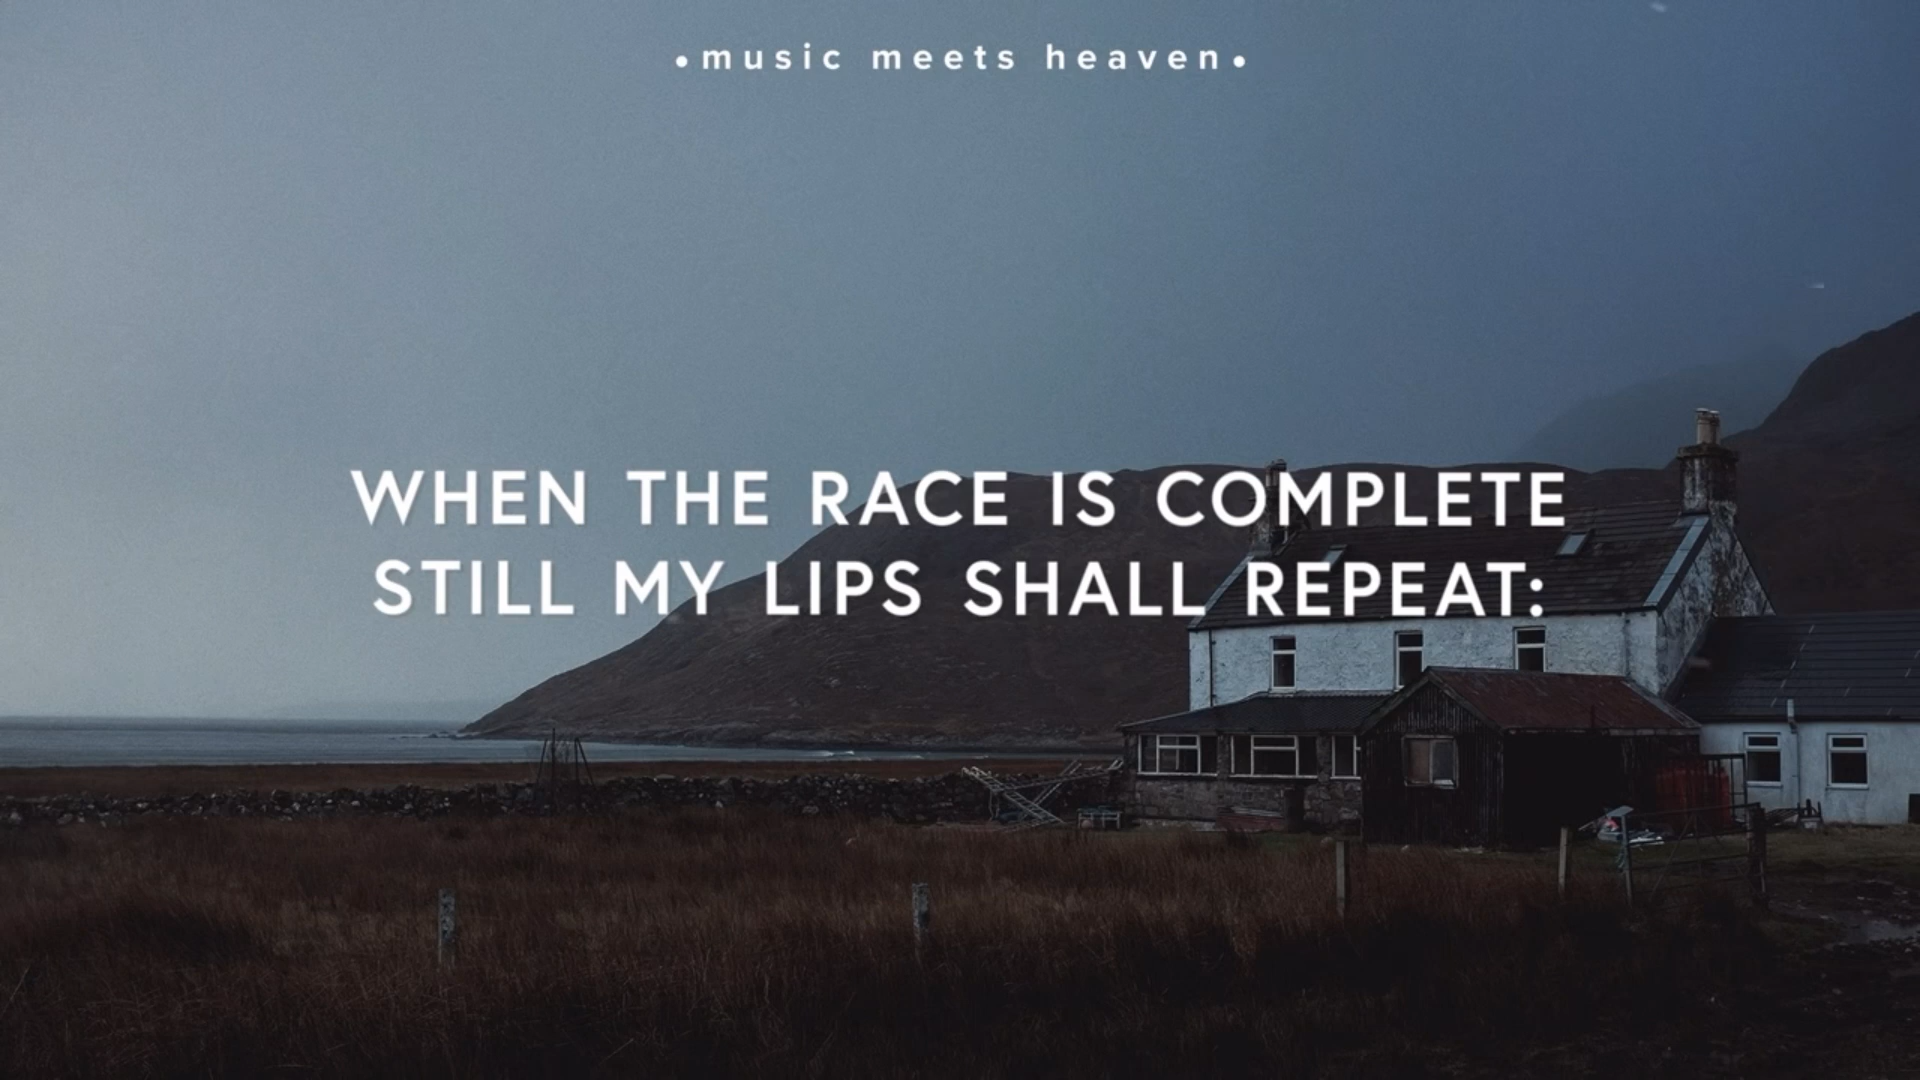 •music meets heaven•
WHEN THE RACE IS COMPLETE
STILL MY LIPS SHALL REPEAT: